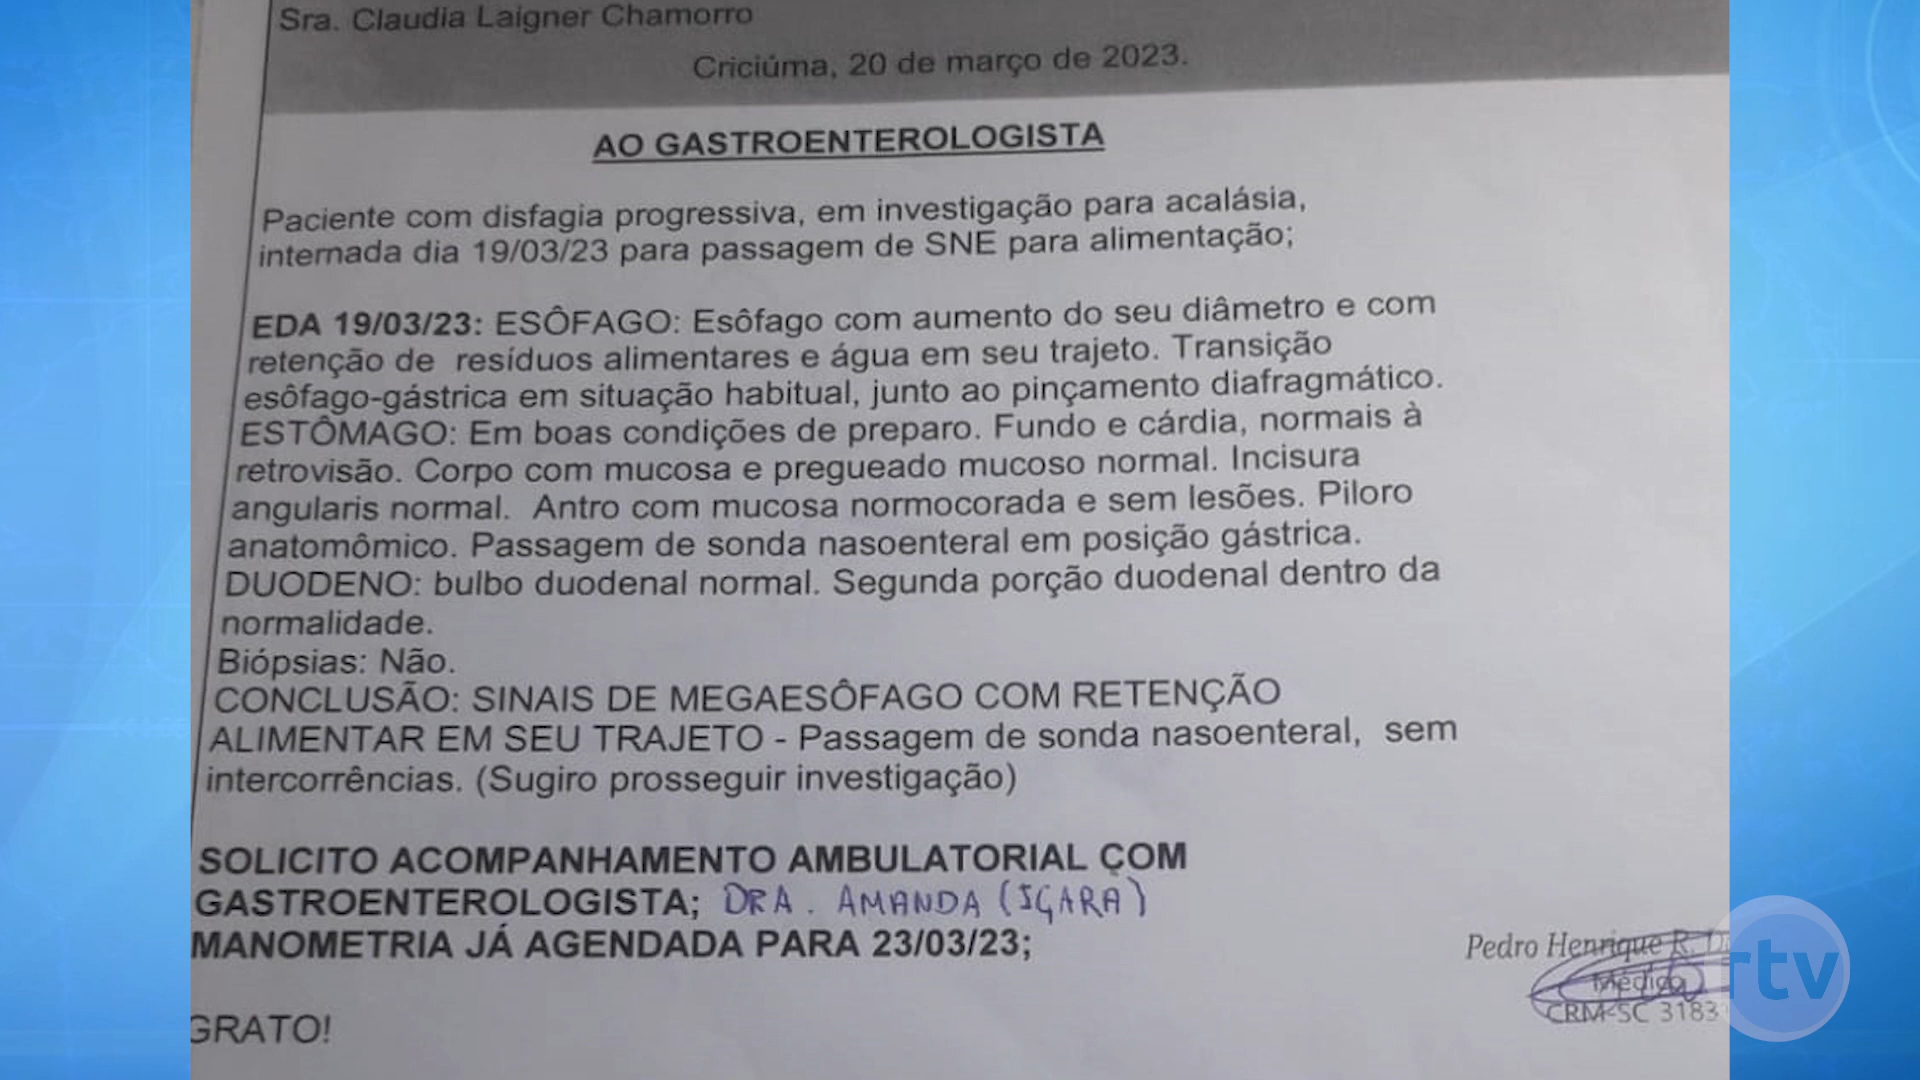 Sra. Claudia Laigner Chamorro
Criciúma, 20 de março de 2023.
AO GASTROENTEROLOGISTA
Paciente com disfagia progressiva, em investigação para acalásia,
internada dia 19/03/23 para passagem de SNE para alimentação;
EDA 19/03/23: ESÔFAGO: Esôfago com aumento do seu diâmetro e com
retenção de resíduos alimentares e água em seu trajeto. Transição
esôfago-gástrica em situação habitual, junto ao pinçamento diafragmático.
ESTÔMAGO: Em boas condições de preparo. Fundo e cárdia, normais à
retrovisão. Corpo com mucosa e pregueado mucoso normal. Incisura
angularis normal. Antro com mucosa normocorada e sem lesões. Piloro
anatomômico. Passagem de sonda nasoenteral em posição gástrica.
DUODENO: bulbo duodenal normal. Segunda porção duodenal dentro da
normalidade.
Biópsias: Não.
CONCLUSÃO: SINAIS DE MEGAESÔFAGO COM RETENÇÃO
ALIMENTAR EM SEU TRAJETO - Passagem de sonda nasoenteral, sem
intercorrências. (Sugiro prosseguir investigação)
SOLICITO ACOMPANHAMENTO AMBULATORIAL COM
GASTROENTEROLOGISTA; DRA. AMANDA (IÇARA)
MANOMETRIA JÁ AGENDADA PARA 23/03/23;
GRATO!
Pedro Henrique R.
Médico
CRM-SC 3183
rtv